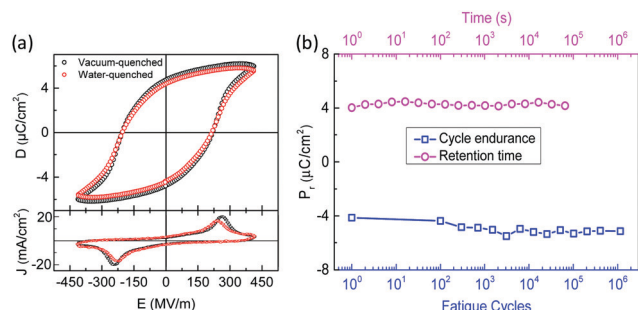 (a)
Vacuum-quenched
Water-quenched
D (μC/cm²)
6
0
-6
J (mA/cm²)
20
0
-20
-450 -300 -150 0 150 300 450
E (MV/m)
(b)
Time (s)
10⁰ 10¹ 10² 10³ 10⁴ 10⁵ 10⁶
P_r (μC/cm²)
8
4
0
-4
-8
Cycle endurance
Retention time
10⁰ 10¹ 10² 10³ 10⁴ 10⁵ 10⁶
Fatigue Cycles